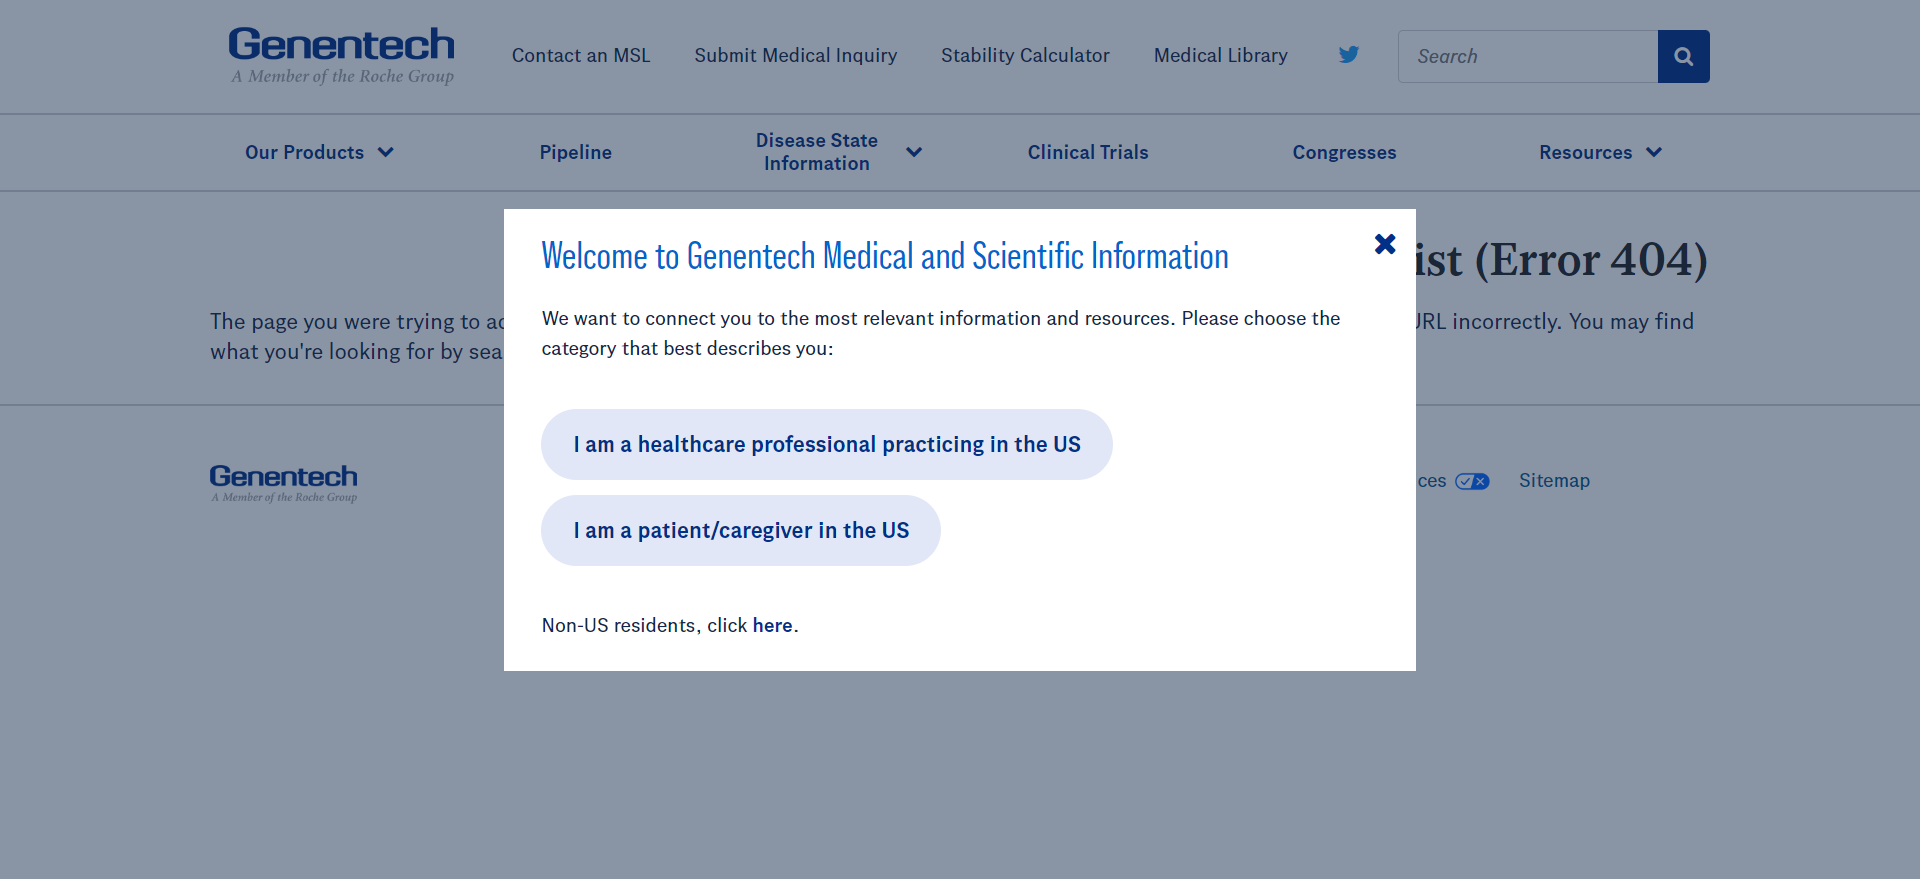 Genentech
A Member of the Roche Group
Contact an MSL
Submit Medical Inquiry
Stability Calculator
Medical Library
Search
Our Products
Pipeline
Disease State
Information
Clinical Trials
Congresses
Resources
(Error 404)
The page you were trying to
URL incorrectly. You may find
what you're looking for by
Welcome to Genentech Medical and Scientific Information
We want to connect you to the most relevant information and resources. Please choose the
category that best describes you:
I am a healthcare professional practicing in the US
I am a patient/caregiver in the US
Non-US residents, click here.
Genentech
A Member of the Roche Group
Sitemap